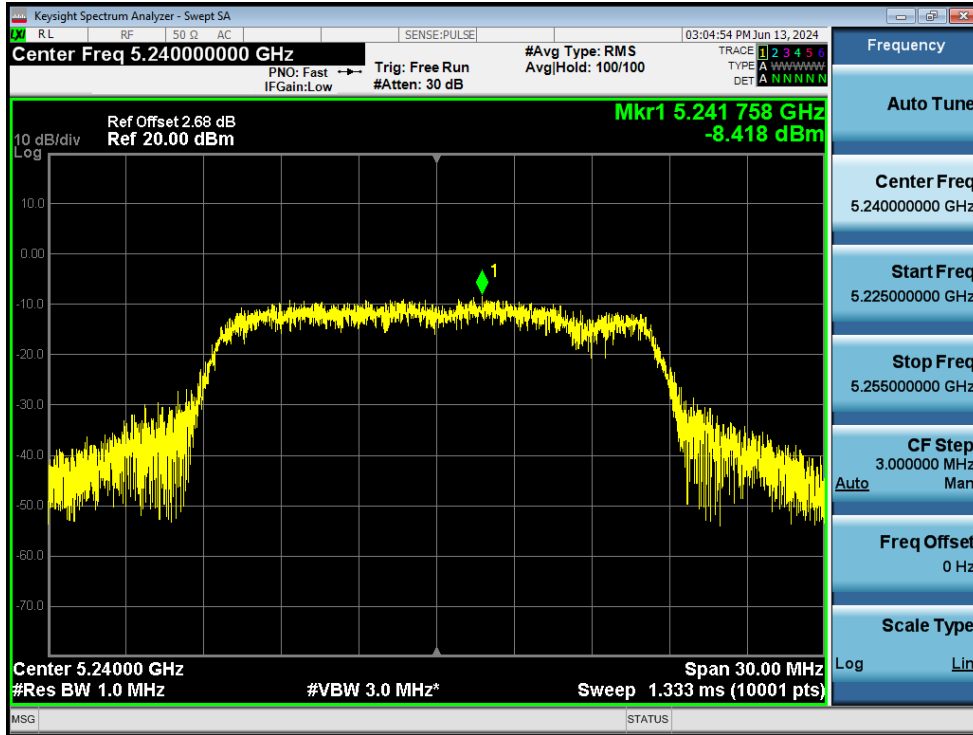 Keysight Spectrum Analyzer - Swept SA
LXI RL RF 50 Ω AC SENSE:PULSE 03:04:54 PM Jun 13, 2024
Center Freq 5.240000000 GHz
PNO: Fast
IFGain:Low
Trig: Free Run
#Atten: 30 dB
#Avg Type: RMS
Avg|Hold: 100/100
TRACE 1 2 3 4 5 6
TYPE A WWWWW
DET A N N N N N
Mkr1 5.241 758 GHz
-8.418 dBm
Ref Offset 2.68 dB
10 dB/div Ref 20.00 dBm
Log
10.0
0.00
1
-10.0
-20.0
-30.0
-40.0
-50.0
-60.0
-70.0
Center 5.24000 GHz Span 30.00 MHz
#Res BW 1.0 MHz #VBW 3.0 MHz* Sweep 1.333 ms (10001 pts)
MSG STATUS
Frequency
Auto Tune
Center Freq
5.240000000 GHz
Start Freq
5.225000000 GHz
Stop Freq
5.255000000 GHz
CF Step
3.000000 MHz
Auto Man
Freq Offset
0 Hz
Scale Type
Log Lin